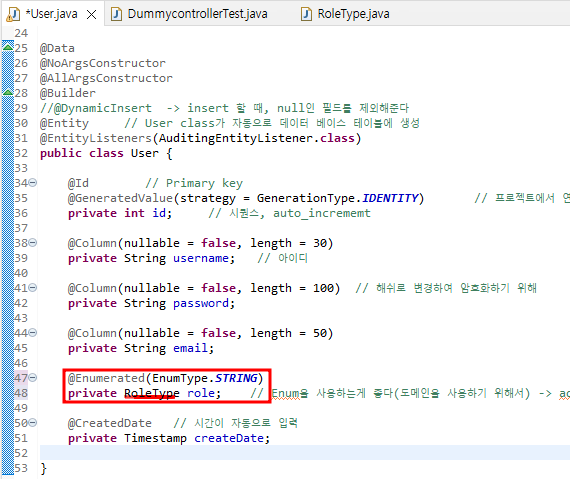 *User.java DummycontrollerTest.java RoleType.java
24
25 @Data
26 @NoArgsConstructor
27 @AllArgsConstructor
28 @Builder
29 //@DynamicInsert -> insert 할 때, null인 필드를 제외해준다
30 @Entity // User class가 자동으로 데이터 베이스 테이블에 생성
31 @EntityListeners(AuditingEntityListener.class)
32 public class User {
33
34 @Id // Primary key
35 @GeneratedValue(strategy = GenerationType.IDENTITY) // 프로젝트에서 연
36 private int id; // 시퀀스, auto_incrememt
37
38 @Column(nullable = false, length = 30)
39 private String username; // 아이디
40
41 @Column(nullable = false, length = 100) // 해쉬로 변경하여 암호화하기 위해
42 private String password;
43
44 @Column(nullable = false, length = 50)
45 private String email;
46
47 @Enumerated(EnumType.STRING)
48 private RoleType role; // Enum을 사용하는게 좋다(도메인을 사용하기 위해서) -> ad
49
50 @CreatedDate // 시간이 자동으로 입력
51 private Timestamp createDate;
52
53 }